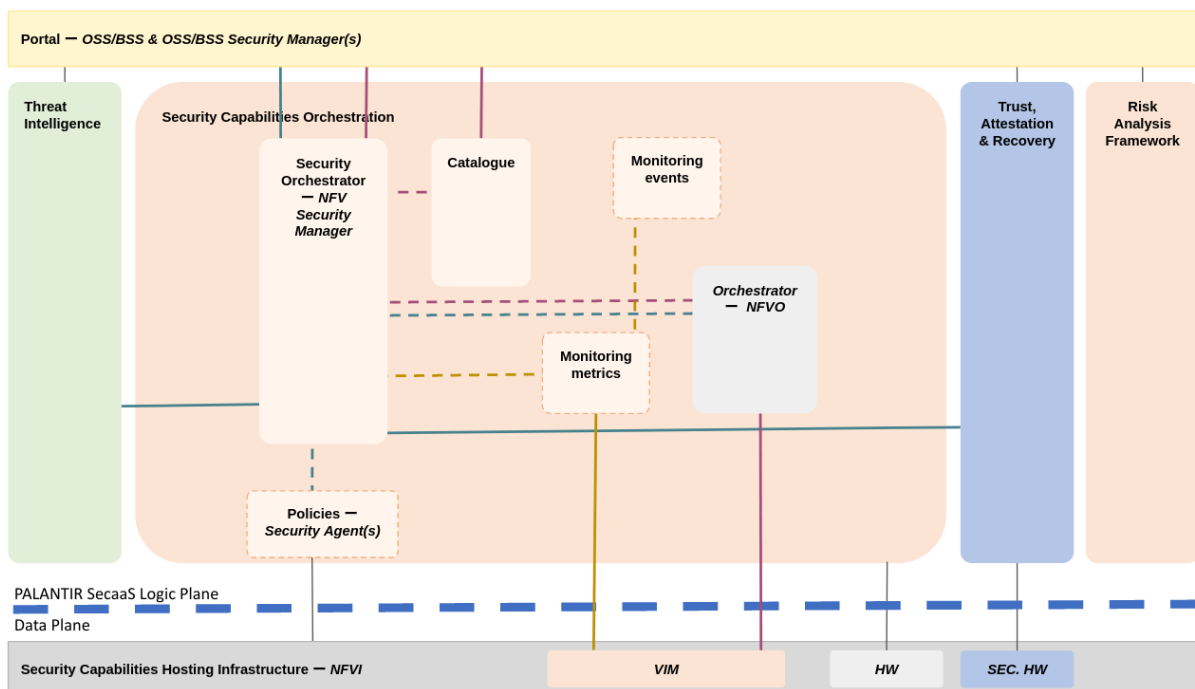 Portal — OSS/BSS & OSS/BSS Security Manager(s)
Threat
Intelligence
Security Capabilities Orchestration
Security
Orchestrator
— NFV
Security
Manager
Catalogue
Monitoring
events
Orchestrator
— NFVO
Monitoring
metrics
Policies —
Security Agent(s)
Trust,
Attestation
& Recovery
Risk
Analysis
Framework
PALANTIR SecaaS Logic Plane
Data Plane
Security Capabilities Hosting Infrastructure — NFVI
VIM
HW
SEC. HW